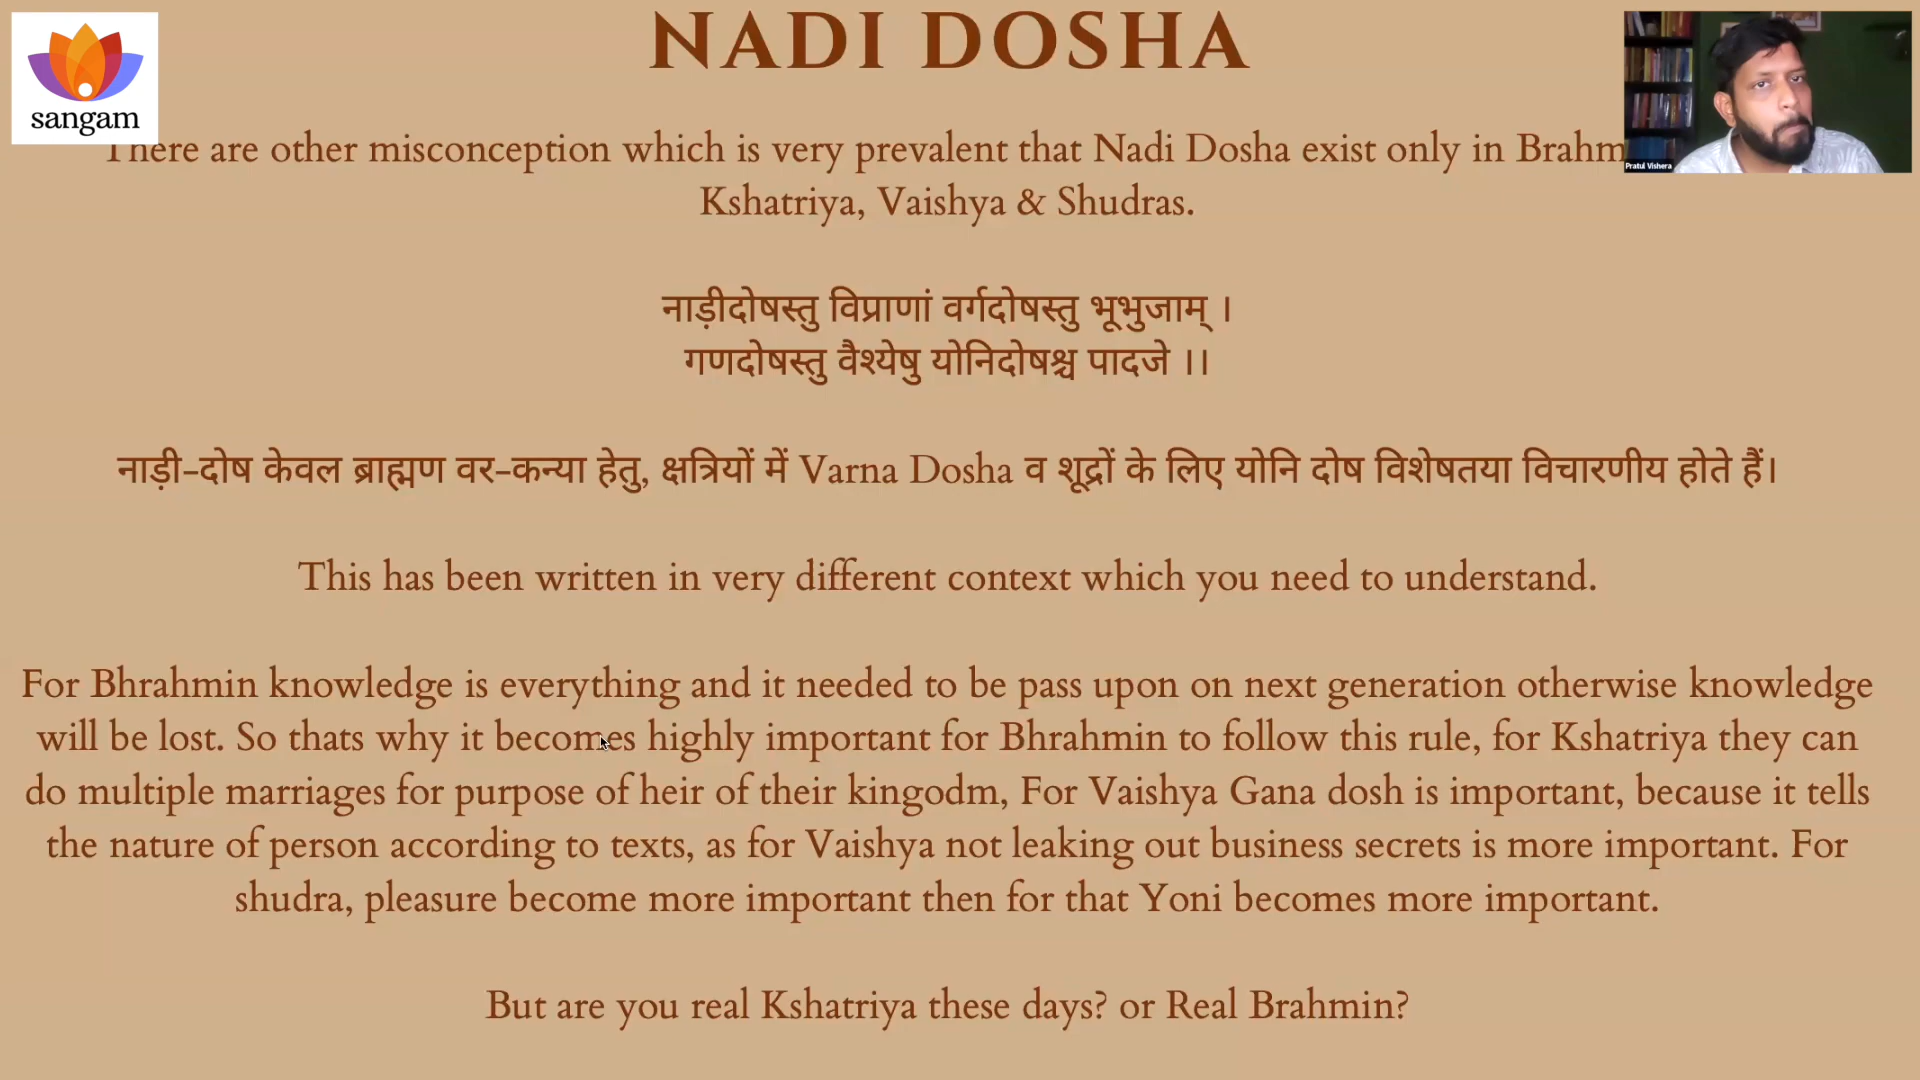 NADI DOSHA
sangam
Pratul Vishera
There are other misconception which is very prevalent that Nadi Dosha exist only in
Kshatriya, Vaishya & Shudras.
नाड़ीदोषस्तु विप्राणां वर्गदोषस्तु भूभुजाम् ।
गणदोषस्तु वैश्येषु योनिदोषश्च पादजे ।।
नाड़ी-दोष केवल ब्राह्मण वर-कन्या हेतु, क्षत्रियों में Varna Dosha व शूद्रों के लिए योनि दोष विशेषतया विचारणीय होते हैं।
This has been written in very different context which you need to understand.
For Bhrahmin knowledge is everything and it needed to be pass upon on next generation otherwise knowledge
will be lost. So thats why it becomes highly important for Bhrahmin to follow this rule, for Kshatriya they can
do multiple marriages for purpose of heir of their kingodm, For Vaishya Gana dosh is important, because it tells
the nature of person according to texts, as for Vaishya not leaking out business secrets is more important. For
shudra, pleasure become more important then for that Yoni becomes more important.
But are you real Kshatriya these days? or Real Brahmin?